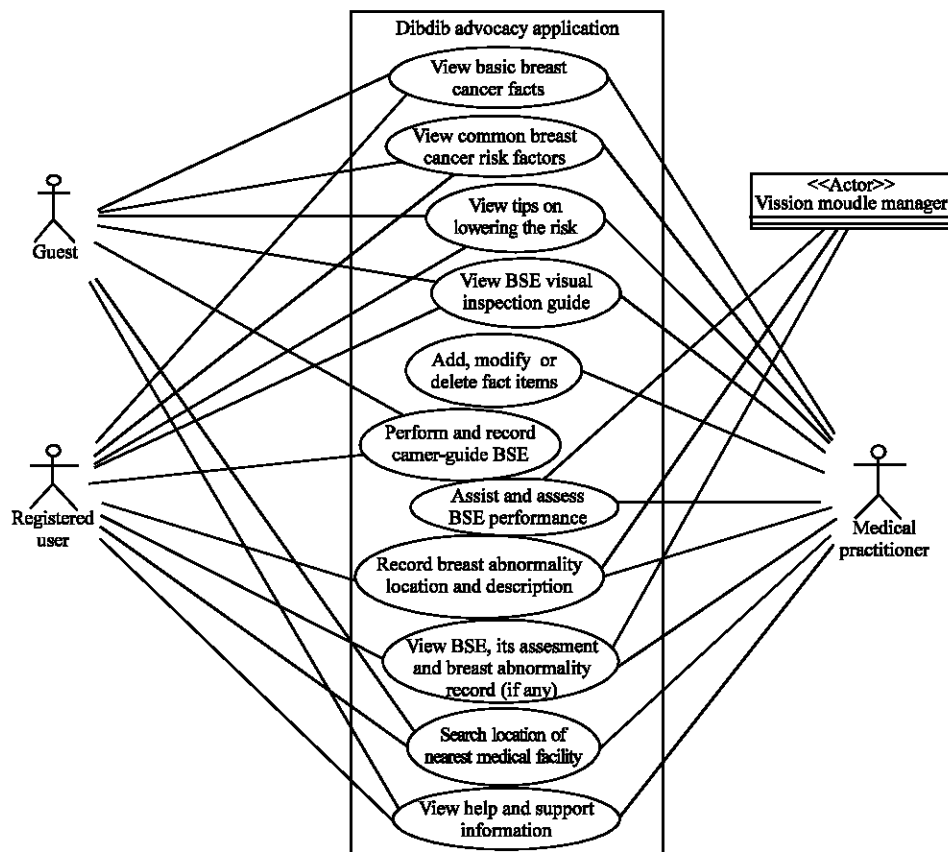 Dibdib advocacy application
View basic breast
cancer facts
View common breast
cancer risk factors
<<Actor>>
Vission moudle manager
View tips on
lowering the risk
Guest
View BSE visual
inspection guide
Add, modify or
delete fact items
Perform and record
camer-guide BSE
Assist and assess
BSE performance
Registered
user
Medical
practitioner
Record breast abnormality
location and description
View BSE, its assesment
and breast abnormality
record (if any)
Search location of
nearest medical facility
View help and support
information